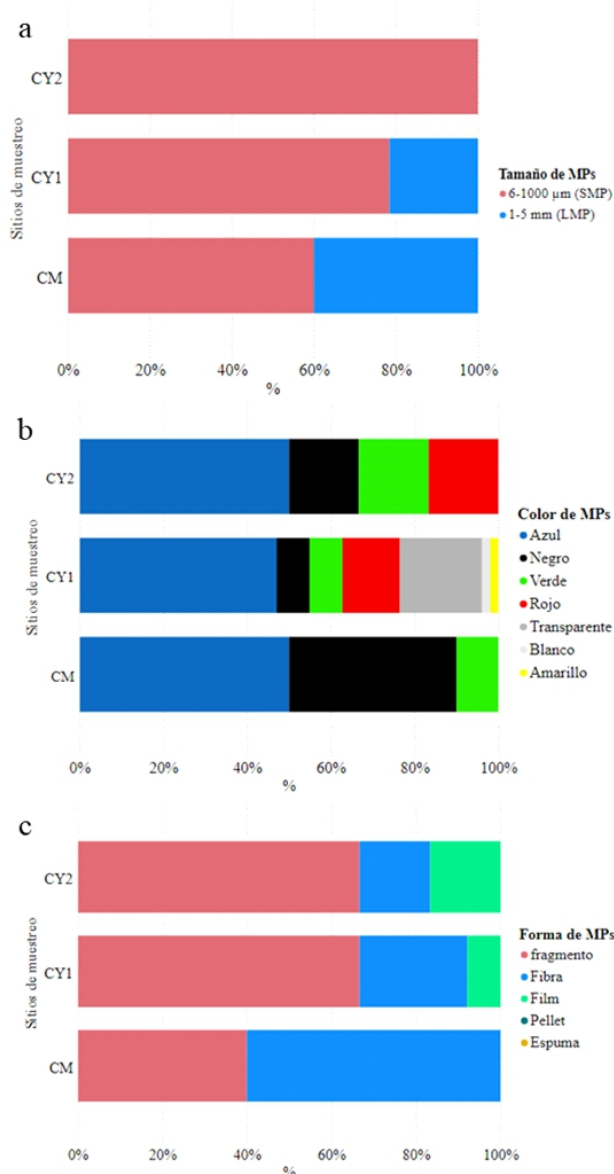 a
Sitios de muestreo
CY2
CY1
CM
0% 20% 40% 60% 80% 100%
%
Tamaño de MPs
6-1000 µm (SMP)
1-5 mm (LMP)
b
Sitios de muestreo
CY2
CY1
CM
0% 20% 40% 60% 80% 100%
%
Color de MPs
Azul
Negro
Verde
Rojo
Transparente
Blanco
Amarillo
c
Sitios de muestreo
CY2
CY1
CM
0% 20% 40% 60% 80% 100%
%
Forma de MPs
fragmento
Fibra
Film
Pellet
Espuma